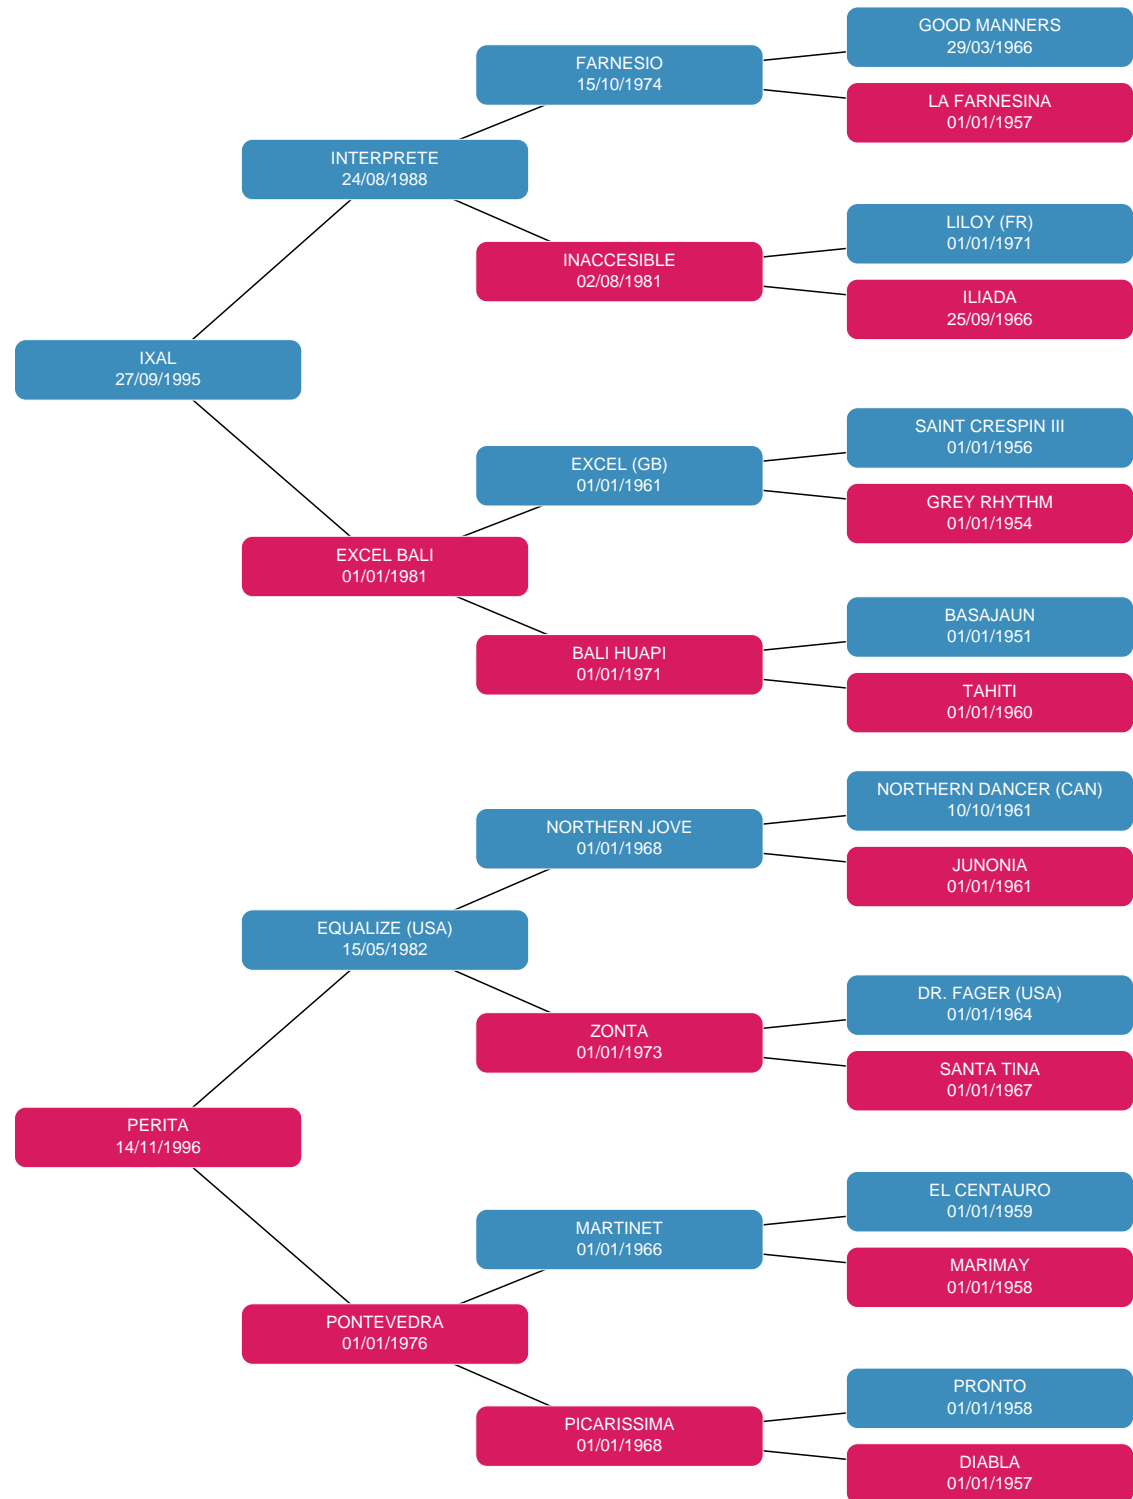 GOOD MANNERS
29/03/1966
FARNESIO
15/10/1974
LA FARNESINA
01/01/1957
INTERPRETE
24/08/1988
LILOY (FR)
01/01/1971
INACCESIBLE
02/08/1981
ILIADA
25/09/1966
IXAL
27/09/1995
SAINT CRESPIN III
01/01/1956
EXCEL (GB)
01/01/1961
GREY RHYTHM
01/01/1954
EXCEL BALI
01/01/1981
BASAJAUN
01/01/1951
BALI HUAPI
01/01/1971
TAHITI
01/01/1960
NORTHERN DANCER (CAN)
10/10/1961
NORTHERN JOVE
01/01/1968
JUNONIA
01/01/1961
EQUALIZE (USA)
15/05/1982
DR. FAGER (USA)
01/01/1964
ZONTA
01/01/1973
SANTA TINA
01/01/1967
PERITA
14/11/1996
EL CENTAURO
01/01/1959
MARTINET
01/01/1966
MARIMAY
01/01/1958
PONTEVEDRA
01/01/1976
PRONTO
01/01/1958
PICARISSIMA
01/01/1968
DIABLA
01/01/1957